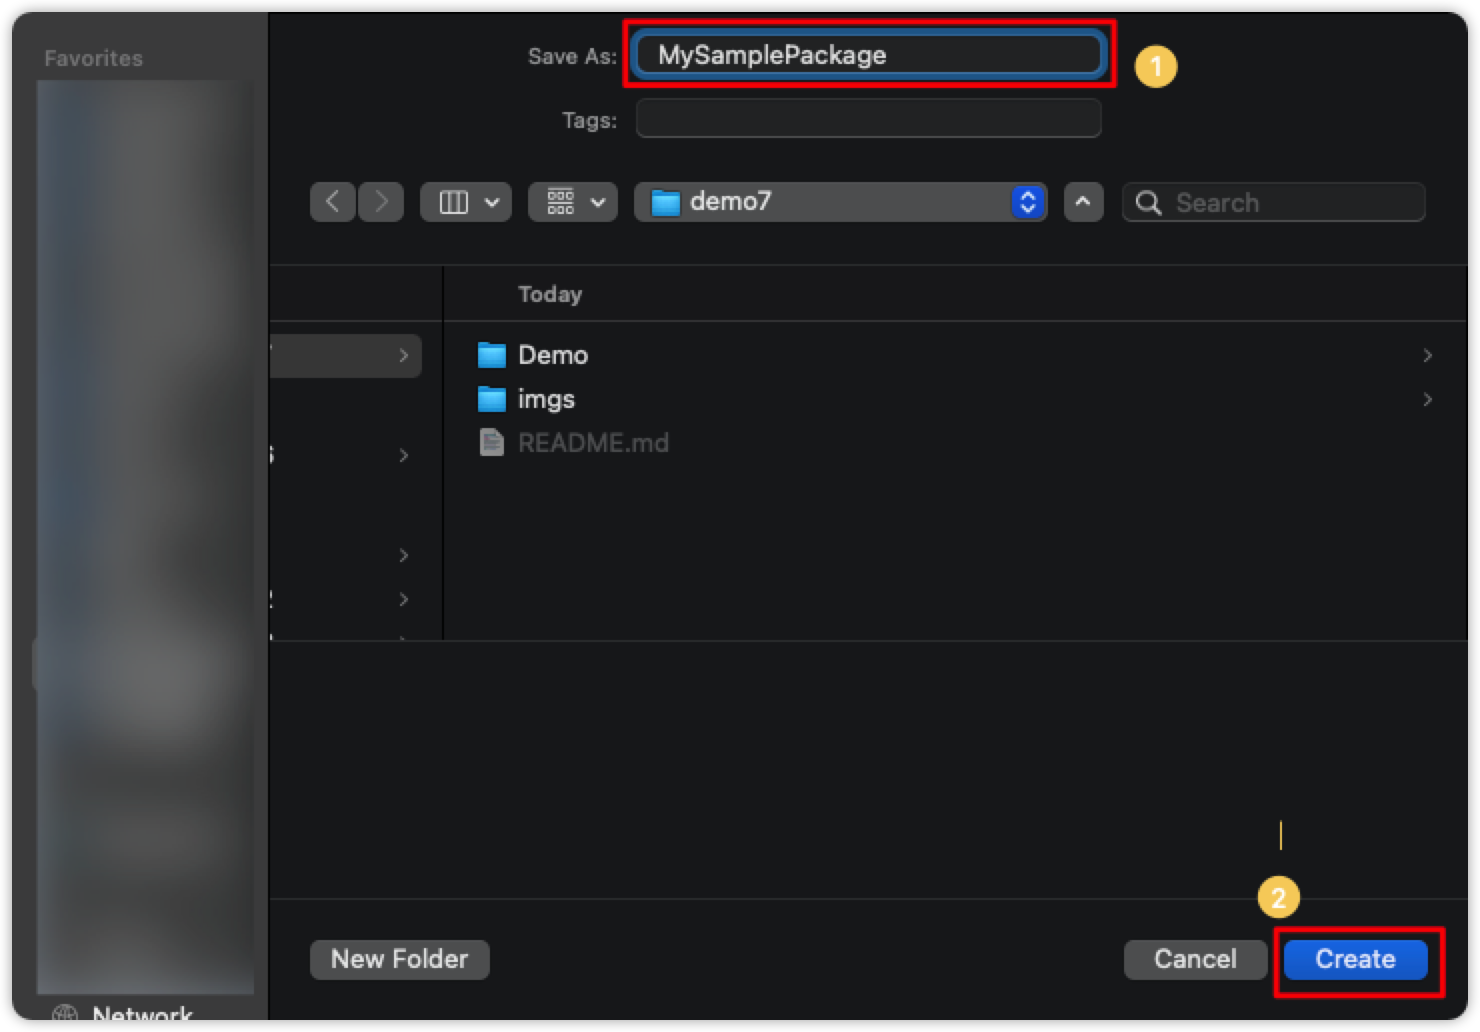 Favorites
Save As: MySamplePackage
1
Tags:
demo7
Search
Today
Demo
imgs
README.md
2
New Folder
Cancel
Create
Network